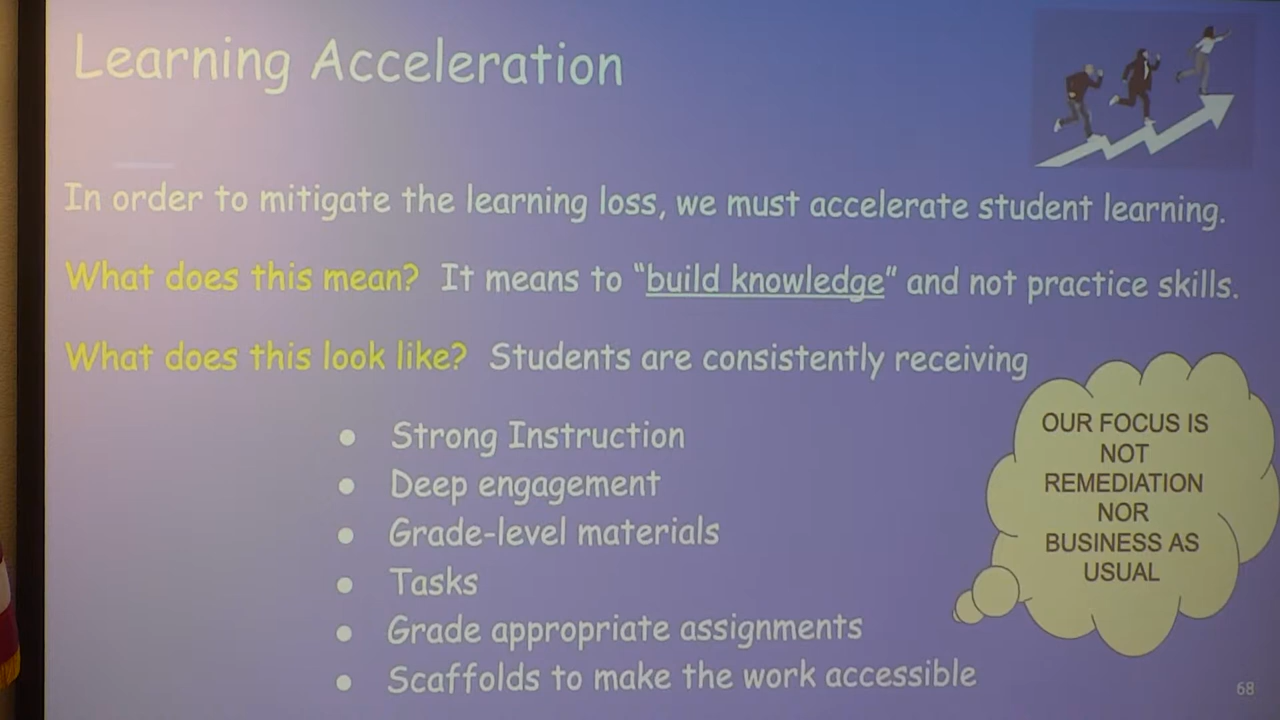 Learning Acceleration
In order to mitigate the learning loss, we must accelerate student learning.
What does this mean? It means to “build knowledge” and not practice skills.
What does this look like? Students are consistently receiving
● Strong Instruction
● Deep engagement
● Grade-level materials
● Tasks
● Grade appropriate assignments
● Scaffolds to make the work accessible
OUR FOCUS IS
NOT
REMEDIATION
NOR
BUSINESS AS
USUAL
68